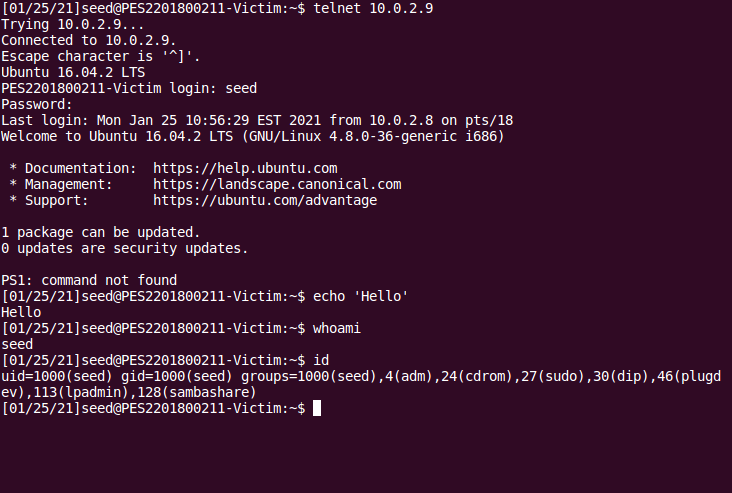 [01/25/21]seed@PES2201800211-Victim:~$ telnet 10.0.2.9
Trying 10.0.2.9...
Connected to 10.0.2.9.
Escape character is '^]'.
Ubuntu 16.04.2 LTS
PES2201800211-Victim login: seed
Password:
Last login: Mon Jan 25 10:56:29 EST 2021 from 10.0.2.8 on pts/18
Welcome to Ubuntu 16.04.2 LTS (GNU/Linux 4.8.0-36-generic i686)

 * Documentation:  https://help.ubuntu.com
 * Management:     https://landscape.canonical.com
 * Support:        https://ubuntu.com/advantage

1 package can be updated.
0 updates are security updates.

PS1: command not found
[01/25/21]seed@PES2201800211-Victim:~$ echo 'Hello'
Hello
[01/25/21]seed@PES2201800211-Victim:~$ whoami
seed
[01/25/21]seed@PES2201800211-Victim:~$ id
uid=1000(seed) gid=1000(seed) groups=1000(seed),4(adm),24(cdrom),27(sudo),30(dip),46(plugd
ev),113(lpadmin),128(sambashare)
[01/25/21]seed@PES2201800211-Victim:~$